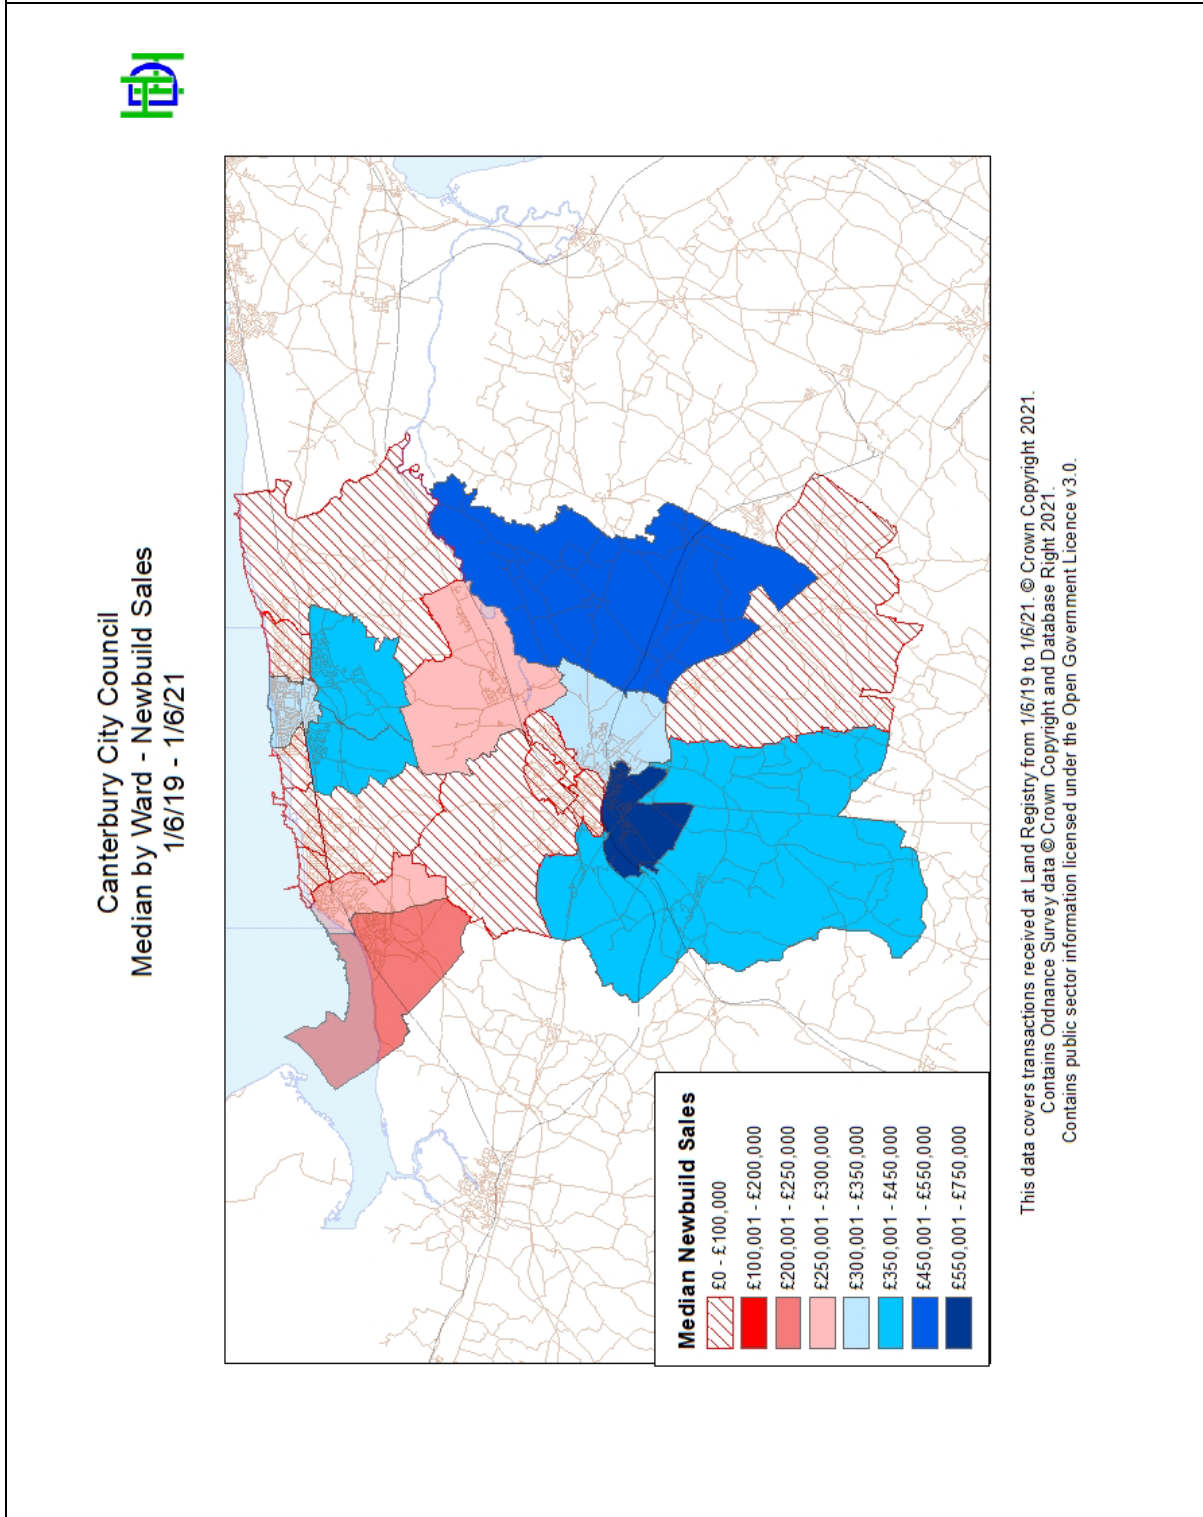 Canterbury City Council
Median by Ward - Newbuild Sales
1/6/19 - 1/6/21
Median Newbuild Sales
£0 - £100,000
£100,001 - £200,000
£200,001 - £250,000
£250,001 - £300,000
£300,001 - £350,000
£350,001 - £450,000
£450,001 - £550,000
£550,001 - £750,000
This data covers transactions received at Land Registry from 1/6/19 to 1/6/21. © Crown Copyright 2021.
Contains Ordnance Survey data © Crown Copyright and Database Right 2021.
Contains public sector information licensed under the Open Government Licence v3.0.